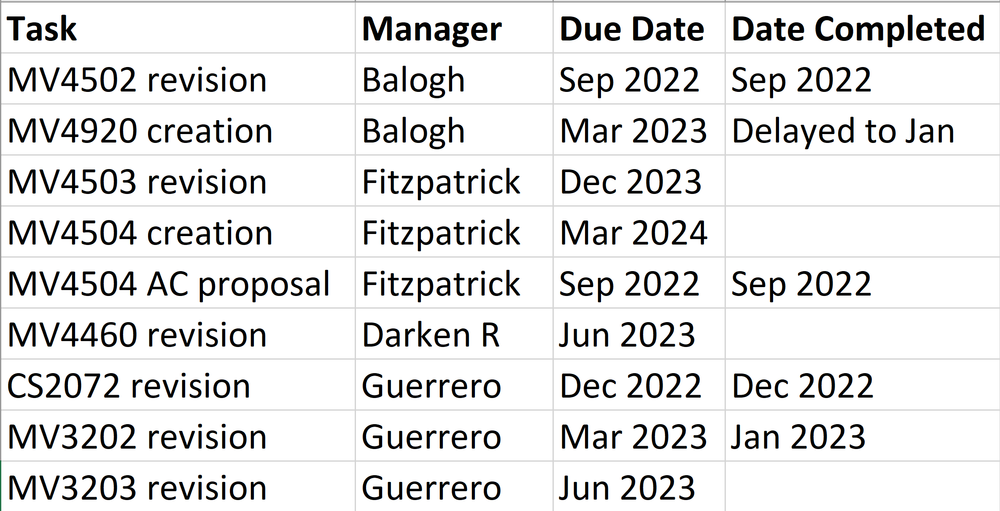 Task Manager Due Date Date Completed
MV4502 revision Balogh Sep 2022 Sep 2022
MV4920 creation Balogh Mar 2023 Delayed to Jan
MV4503 revision Fitzpatrick Dec 2023
MV4504 creation Fitzpatrick Mar 2024
MV4504 AC proposal Fitzpatrick Sep 2022 Sep 2022
MV4460 revision Darken R Jun 2023
CS2072 revision Guerrero Dec 2022 Dec 2022
MV3202 revision Guerrero Mar 2023 Jan 2023
MV3203 revision Guerrero Jun 2023